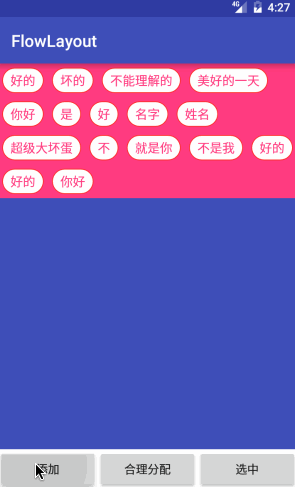 4G 4:27
FlowLayout
好的 坏的 不能理解的 美好的一天
你好 是 好 名字 姓名
超级大坏蛋 不 就是你 不是我 好的
好的 你好
加 合理分配 选中